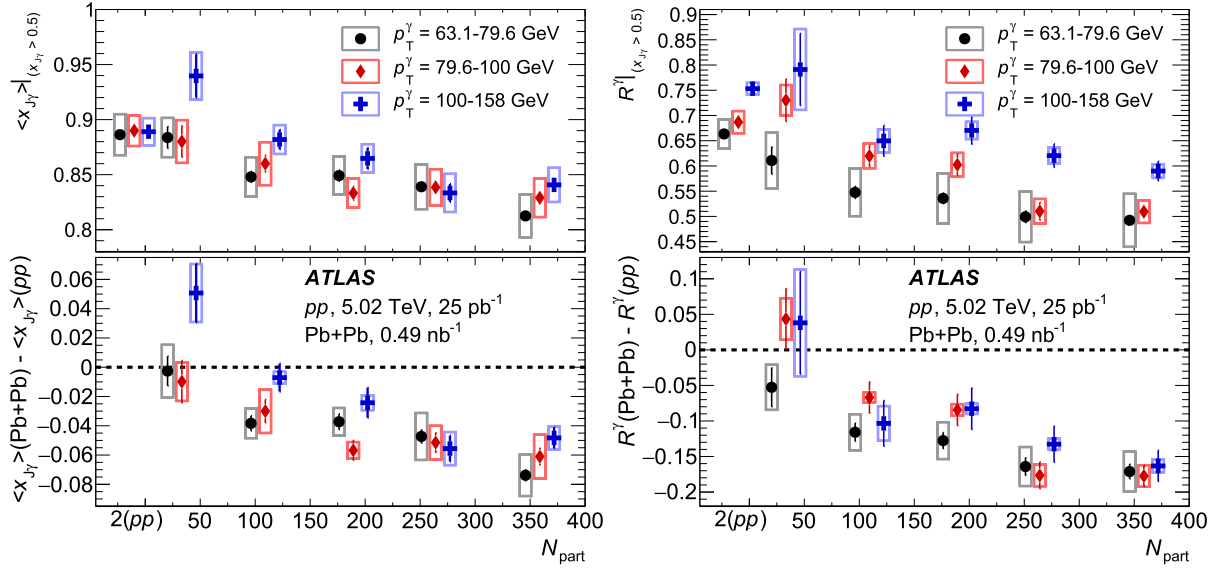 <x_Jγ>|(x_Jγ > 0.5)
1
0.95
0.9
0.85
0.8
p_T^γ = 63.1-79.6 GeV
p_T^γ = 79.6-100 GeV
p_T^γ = 100-158 GeV
<x_Jγ>(Pb+Pb) - <x_Jγ>(pp)
0.06
0.04
0.02
0
−0.02
−0.04
−0.06
−0.08
ATLAS
pp, 5.02 TeV, 25 pb⁻¹
Pb+Pb, 0.49 nb⁻¹
2(pp) 50 100 150 200 250 300 350 400
N_part
R^γ|(x_Jγ > 0.5)
0.9
0.85
0.8
0.75
0.7
0.65
0.6
0.55
0.5
0.45
p_T^γ = 63.1-79.6 GeV
p_T^γ = 79.6-100 GeV
p_T^γ = 100-158 GeV
R^γ(Pb+Pb) - R^γ(pp)
0.1
0.05
0
−0.05
−0.1
−0.15
−0.2
ATLAS
pp, 5.02 TeV, 25 pb⁻¹
Pb+Pb, 0.49 nb⁻¹
2(pp) 50 100 150 200 250 300 350 400
N_part